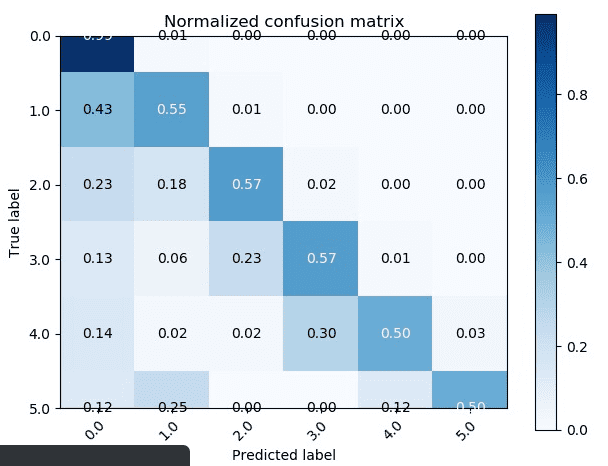 Normalized confusion matrix
0.0 0.99 0.01 0.00 0.00 0.00 0.00
1.0 0.43 0.55 0.01 0.00 0.00 0.00
0.8
2.0 0.23 0.18 0.57 0.02 0.00 0.00
0.6
True label
3.0 0.13 0.06 0.23 0.57 0.01 0.00
0.4
4.0 0.14 0.02 0.02 0.30 0.50 0.03
0.2
5.0 0.12 0.25 0.00 0.00 0.12 0.50
0.0
0.0 1.0 2.0 3.0 4.0 5.0
Predicted label